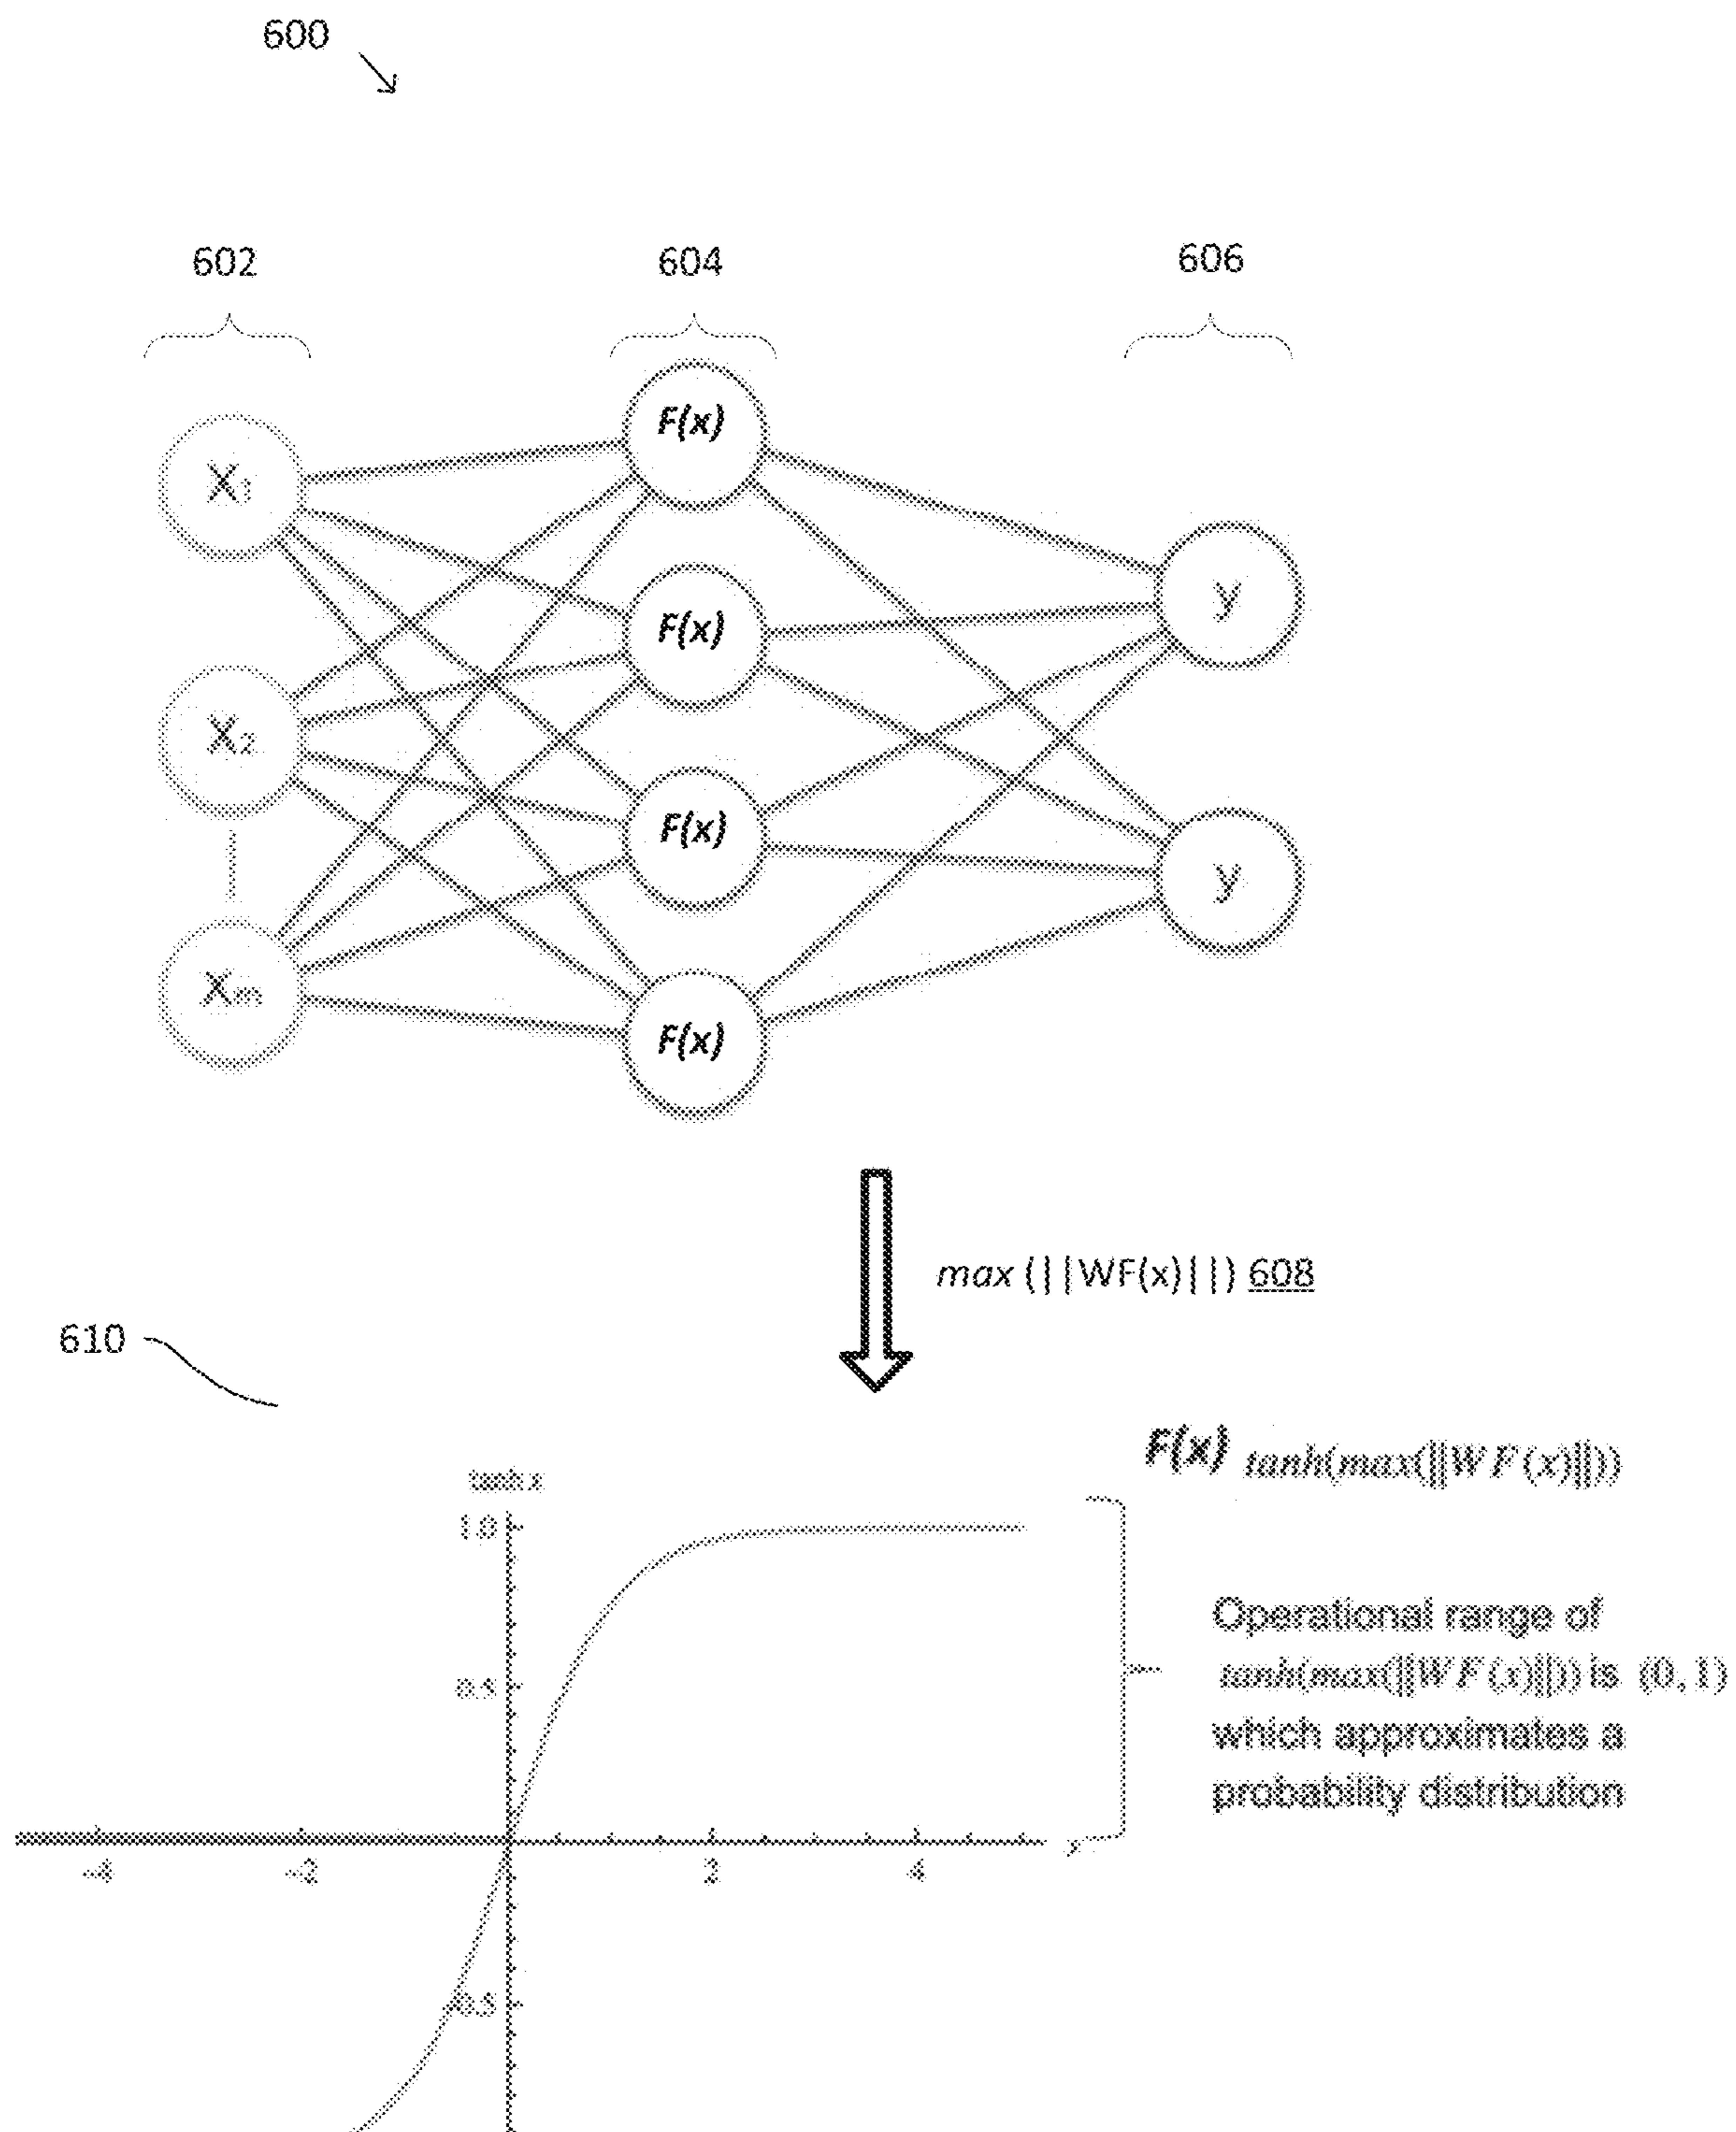 600
602
604
606
X₁
X₂
Xₘ
F(x)
F(x)
F(x)
F(x)
y
y
max (||WF(x)||) 608
610
F(x) tanh(max(||WF(x)||))
tanh x
1.0
0.5
-0.5
-4
-2
2
4
x
Operational range of
tanh(max(||WF(x)||)) is (0, 1)
which approximates a
probability distribution